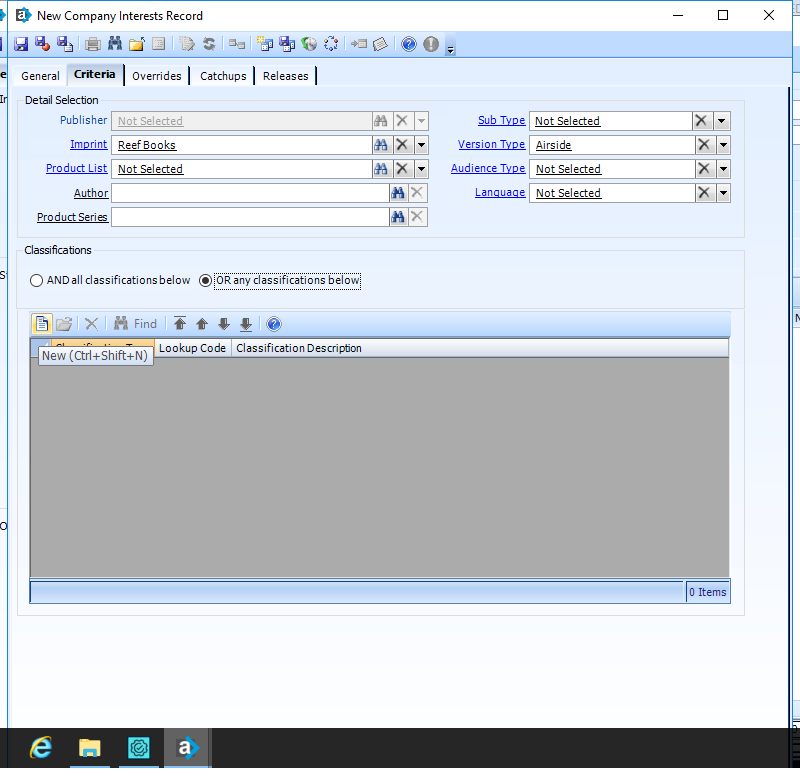 New Company Interests Record
General Criteria Overrides Catchups Releases
Detail Selection
Publisher Not Selected Sub Type Not Selected
Imprint Reef Books Version Type Airside
Product List Not Selected Audience Type Not Selected
Author Language Not Selected
Product Series
Classifications
AND all classifications below OR any classifications below
Find
Lookup Code Classification Description
New (Ctrl+Shift+N)
0 Items